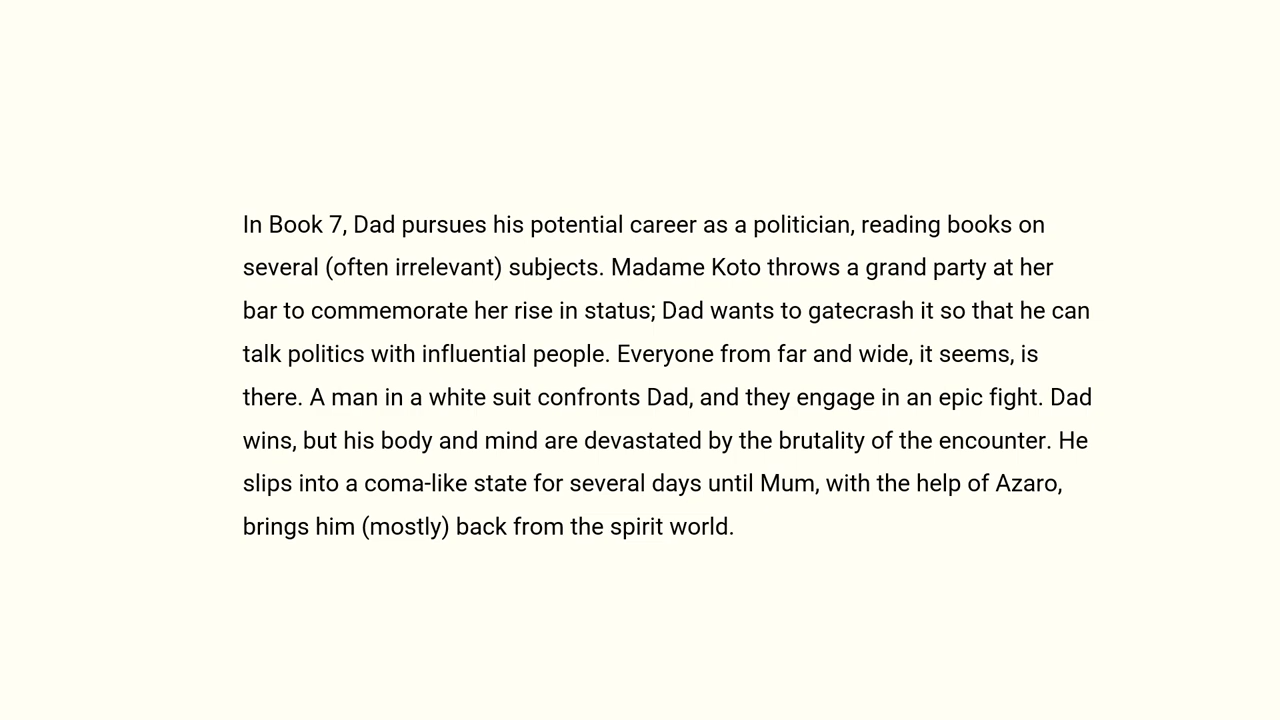 In Book 7, Dad pursues his potential career as a politician, reading books on
several (often irrelevant) subjects. Madame Koto throws a grand party at her
bar to commemorate her rise in status; Dad wants to gatecrash it so that he can
talk politics with influential people. Everyone from far and wide, it seems, is
there. A man in a white suit confronts Dad, and they engage in an epic fight. Dad
wins, but his body and mind are devastated by the brutality of the encounter. He
slips into a coma-like state for several days until Mum, with the help of Azaro,
brings him (mostly) back from the spirit world.